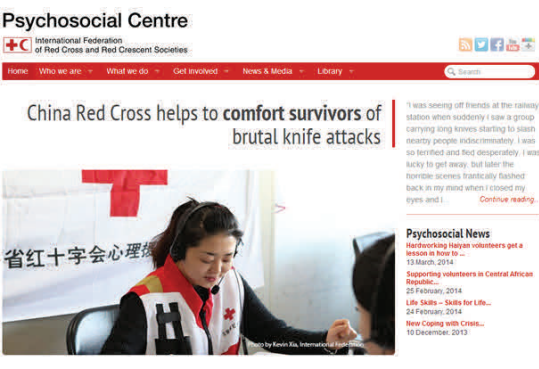 Psychosocial Centre
International Federation
of Red Cross and Red Crescent Societies
Home Who we are What we do Get Involved News & Media Library
Search
China Red Cross helps to comfort survivors of
brutal knife attacks
"I was seeing off friends at the railway
station when suddenly I saw a group
carrying long knives starting to slash
nearby people indiscriminately. I was
so terrified and fled desperately. I was
lucky to get away, but later the
horrible scenes frantically flashed
back in my mind when I closed my
eyes and I... Continue reading...
省红十字会心理援
Photo by Kevin Xia, International Federation
Psychosocial News
Hardworking Haiyan volunteers get a
lesson in how to ...
13 March, 2014
Supporting volunteers in Central African
Republic...
25 February, 2014
Life Skills – Skills for Life...
24 February, 2014
New Coping with Crisis...
10 December, 2013